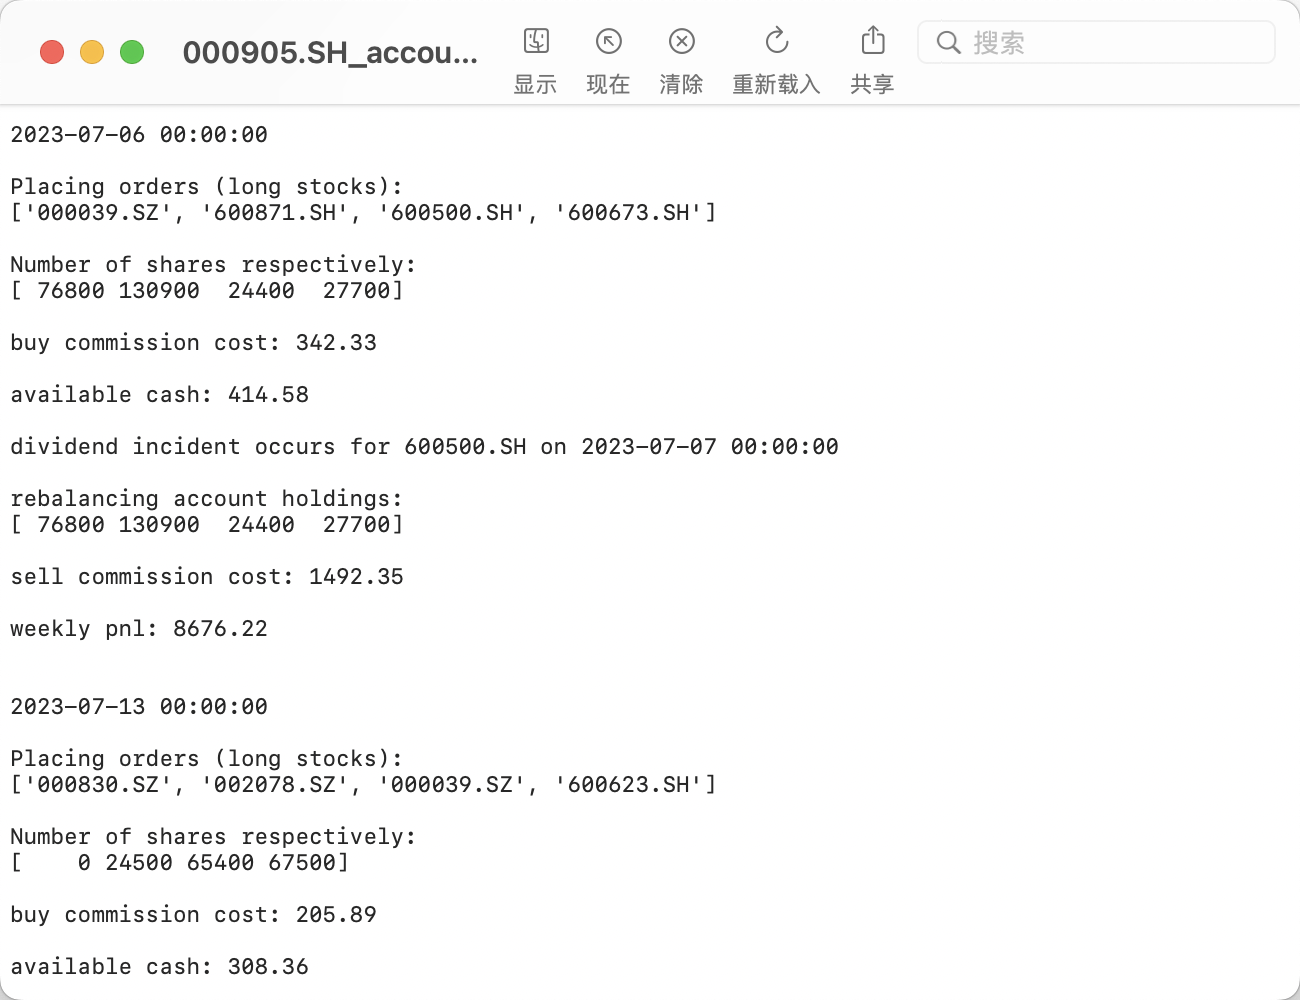 000905.SH_accou...
显示
现在
清除
重新载入
共享
搜索
2023-07-06 00:00:00
Placing orders (long stocks):
['000039.SZ', '600871.SH', '600500.SH', '600673.SH']
Number of shares respectively:
[ 76800 130900  24400  27700]
buy commission cost: 342.33
available cash: 414.58
dividend incident occurs for 600500.SH on 2023-07-07 00:00:00
rebalancing account holdings:
[ 76800 130900  24400  27700]
sell commission cost: 1492.35
weekly pnl: 8676.22
2023-07-13 00:00:00
Placing orders (long stocks):
['000830.SZ', '002078.SZ', '000039.SZ', '600623.SH']
Number of shares respectively:
[    0 24500 65400 67500]
buy commission cost: 205.89
available cash: 308.36